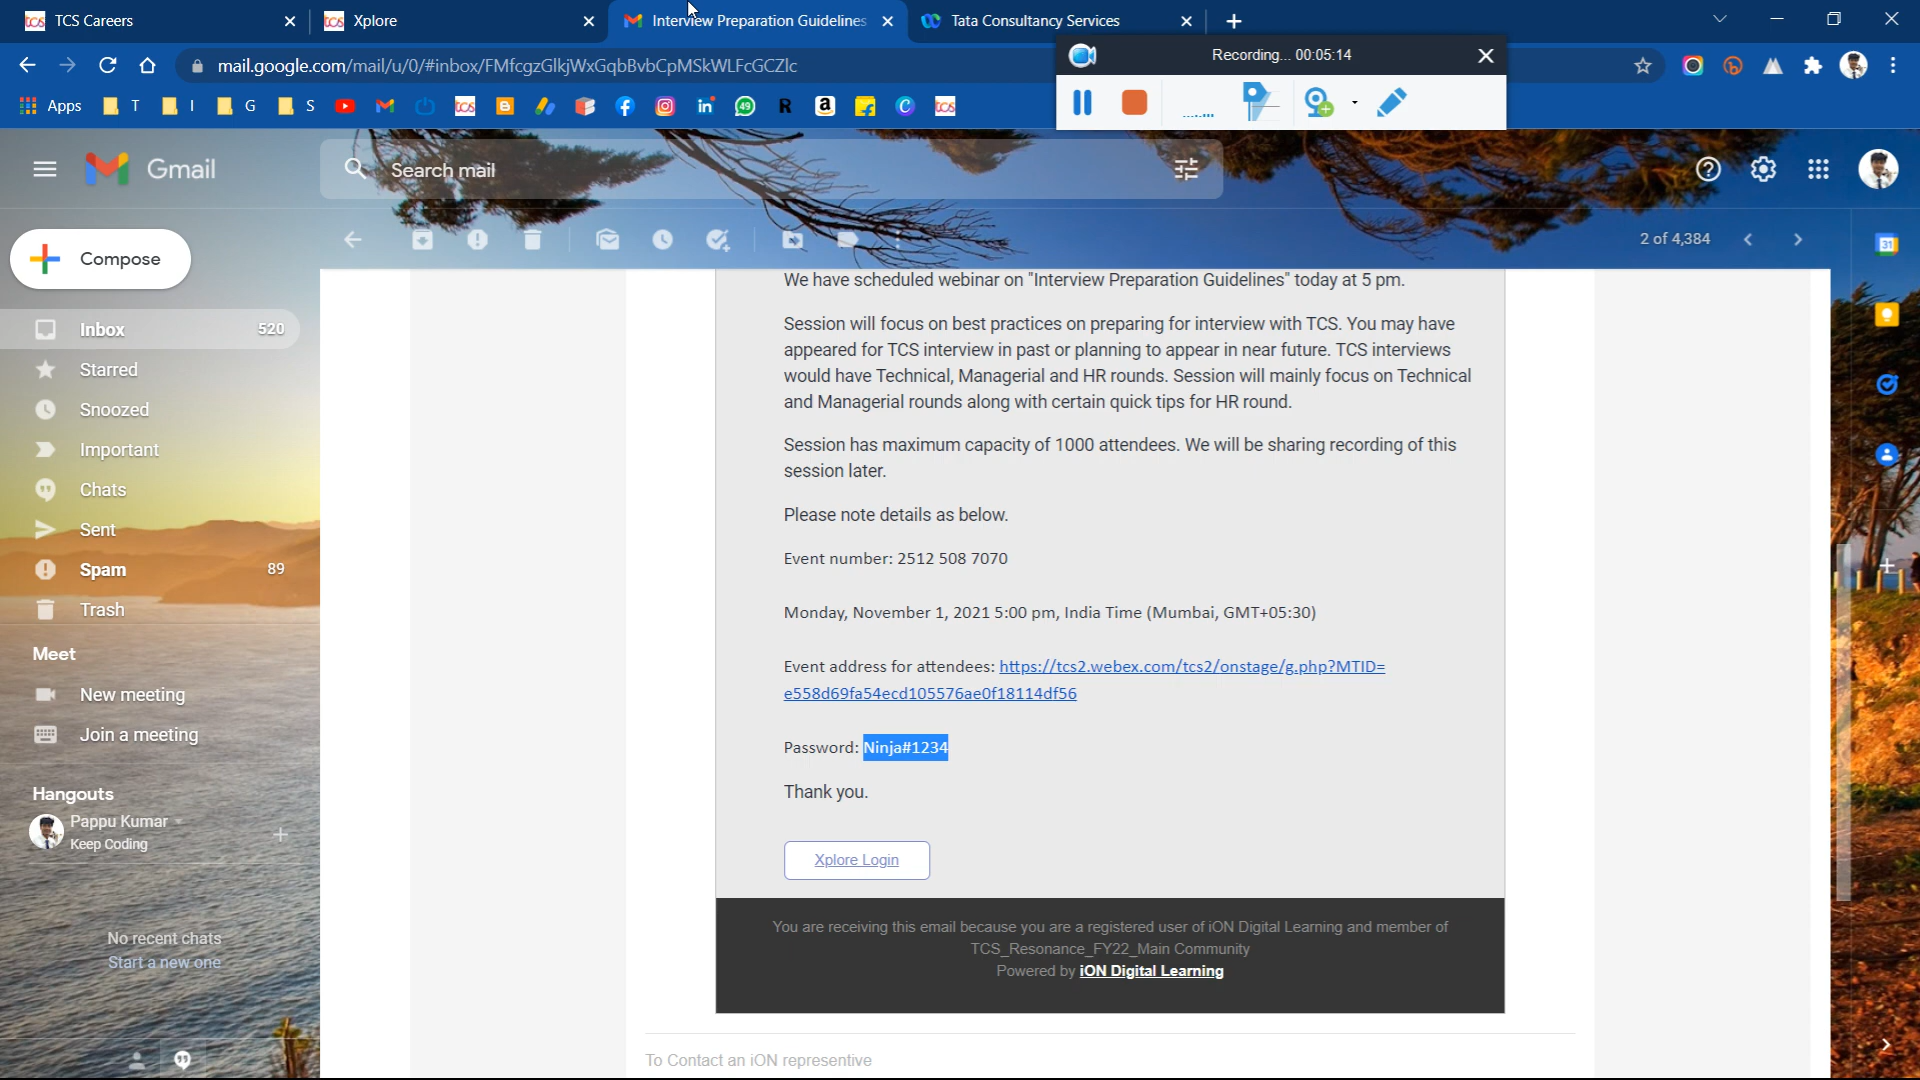 TCS Careers
Xplore
Interview Preparation Guidelines
Tata Consultancy Services
mail.google.com/mail/u/0/#inbox/FMfcgzGlkjWxGqbBvbCpMSkWLFcGCZlc
Recording... 00:05:14
Apps
T
I
G
S
Gmail
Search mail
Compose
2 of 4,384
Inbox 520
Starred
Snoozed
Important
Chats
Sent
Spam 89
Trash
Meet
New meeting
Join a meeting
Hangouts
Pappu Kumar
Keep Coding
No recent chats
Start a new one
We have scheduled webinar on "Interview Preparation Guidelines" today at 5 pm.
Session will focus on best practices on preparing for interview with TCS. You may have
appeared for TCS interview in past or planning to appear in near future. TCS interviews
would have Technical, Managerial and HR rounds. Session will mainly focus on Technical
and Managerial rounds along with certain quick tips for HR round.
Session has maximum capacity of 1000 attendees. We will be sharing recording of this
session later.
Please note details as below.
Event number: 2512 508 7070
Monday, November 1, 2021 5:00 pm, India Time (Mumbai, GMT+05:30)
Event address for attendees: https://tcs2.webex.com/tcs2/onstage/g.php?MTID=
e558d69fa54ecd105576ae0f18114df56
Password: Ninja#1234
Thank you.
Xplore Login
You are receiving this email because you are a registered user of iON Digital Learning and member of
TCS_Resonance_FY22_Main Community
Powered by iON Digital Learning
To Contact an iON representive